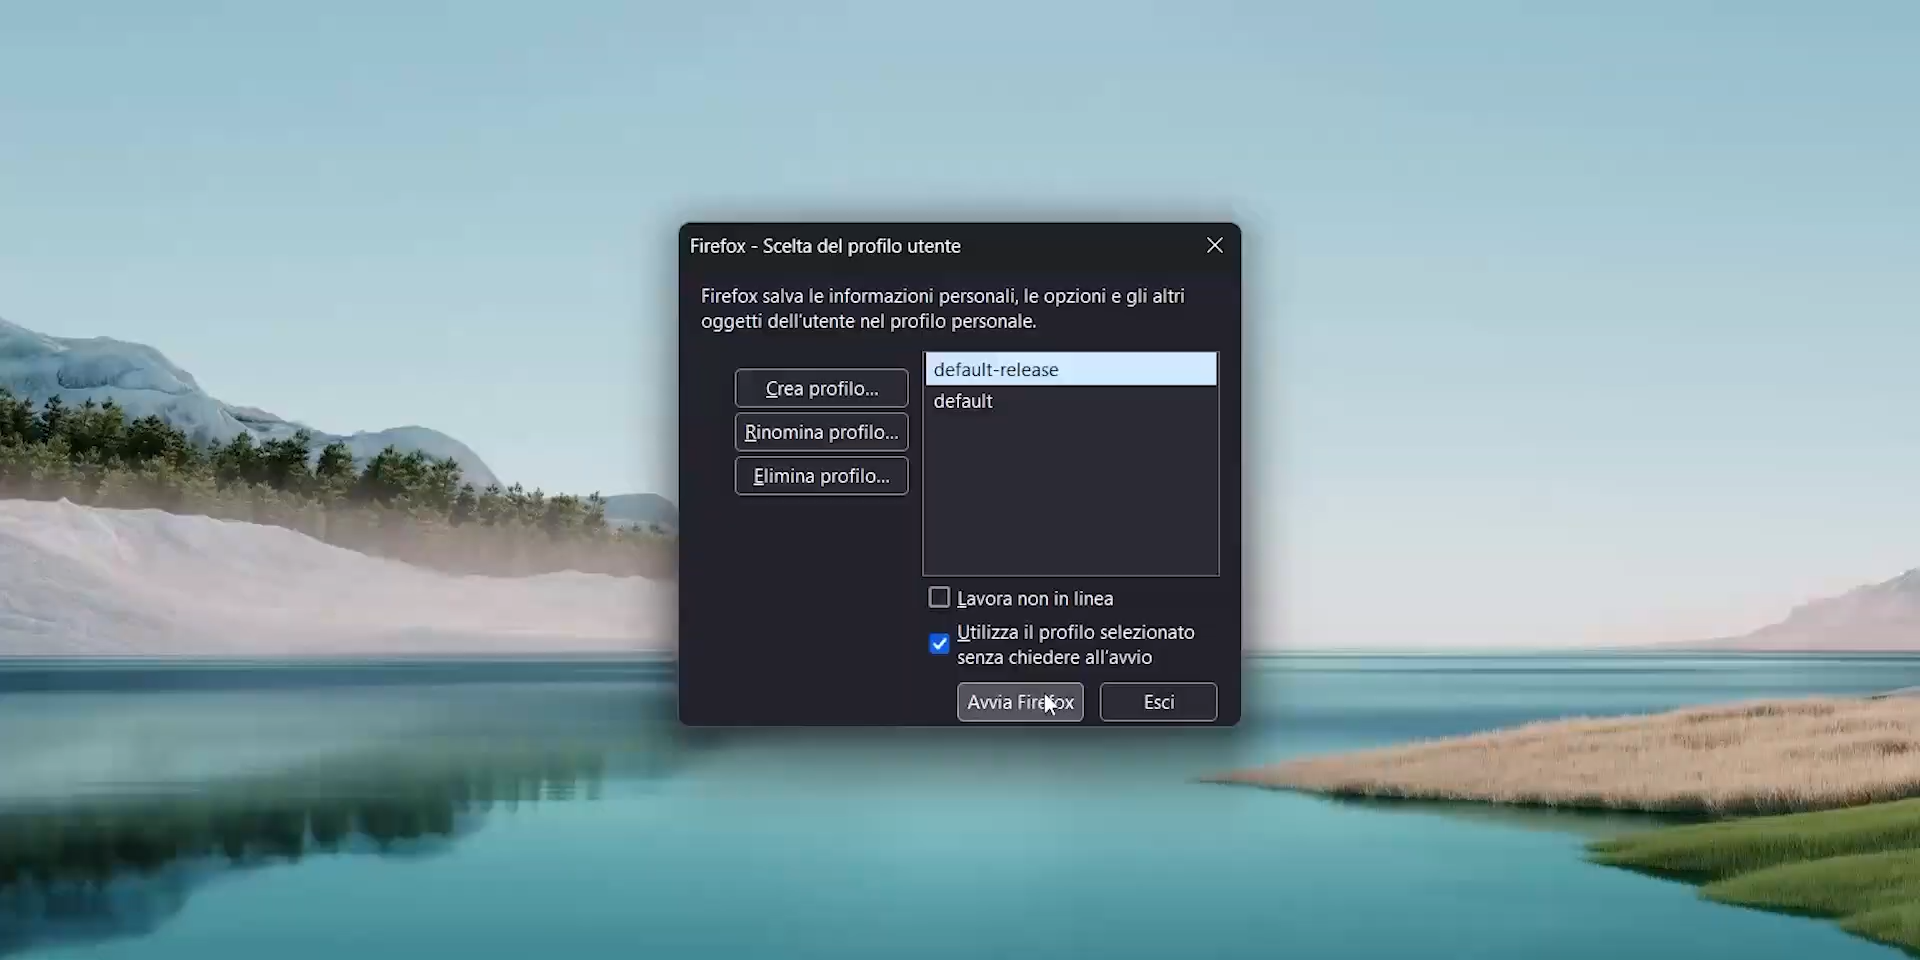 Firefox - Scelta del profilo utente
Firefox salva le informazioni personali, le opzioni e gli altri
oggetti dell'utente nel profilo personale.
Crea profilo...
Rinomina profilo...
Elimina profilo...
default-release
default
Lavora non in linea
Utilizza il profilo selezionato
senza chiedere all'avvio
Avvia Firefox
Esci